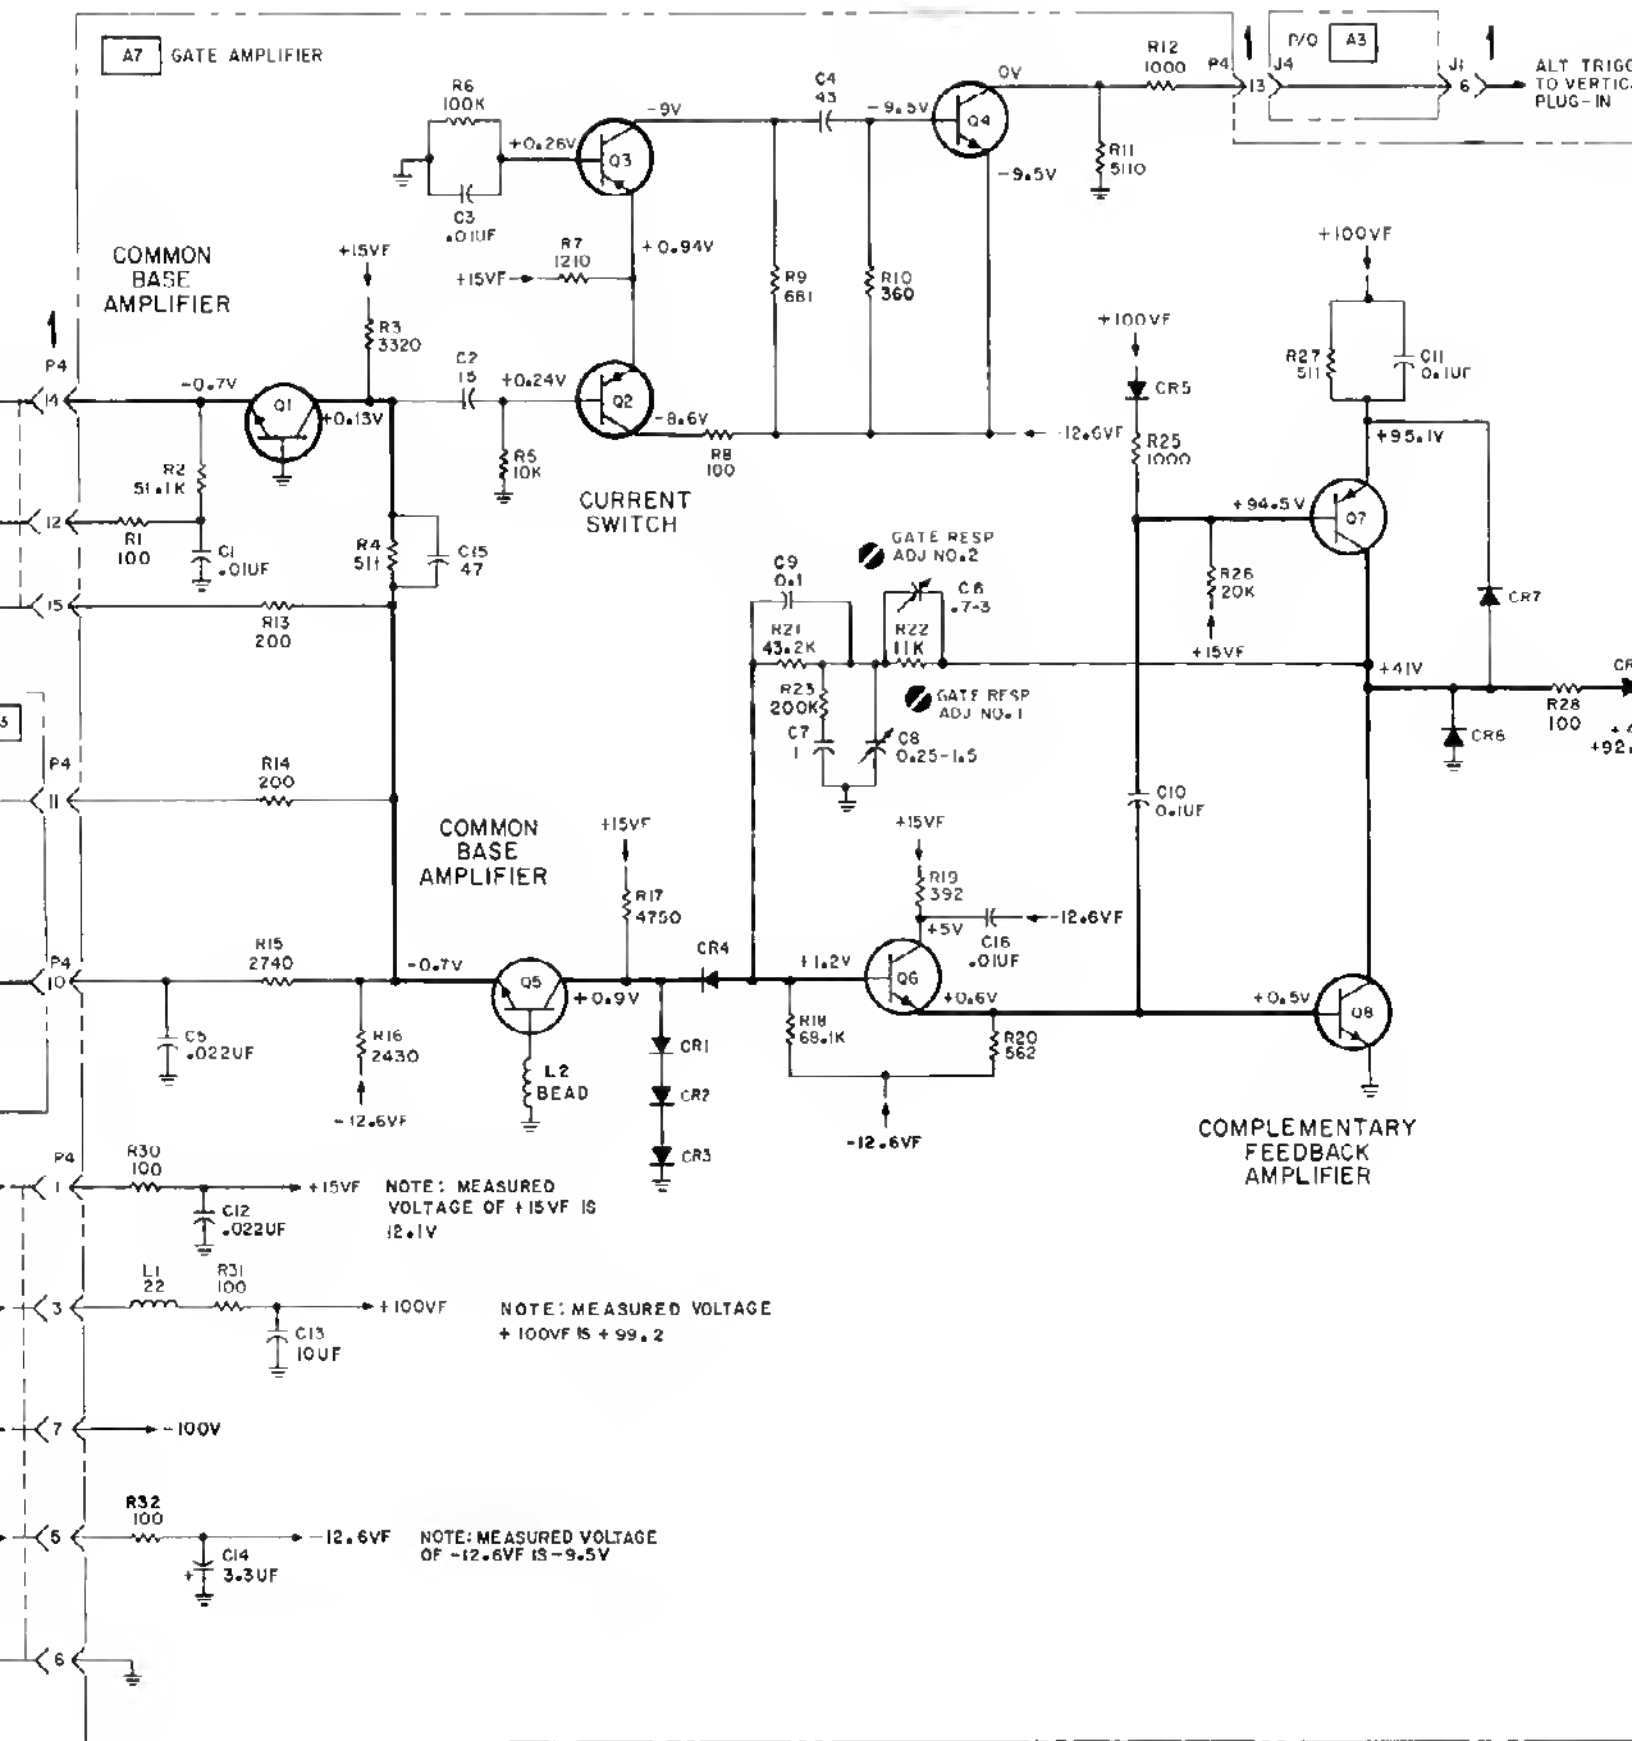 A7 GATE AMPLIFIER
R6
100K
+0.26V
C3
.01UF
Q3
-9V
C4
43
-9.5V
Q4
0V
R12
1000
P4
13
J4
P/O A3
J1
6
1
1
ALT TRIGG
TO VERTIC
PLUG-IN
R11
5110
-9.5V
COMMON
BASE
AMPLIFIER
+15VF
R3
3320
R7
1210
+15VF
+0.94V
R9
681
R10
360
1
P4
14
-0.7V
Q1
+0.13V
C2
15
+0.24V
Q2
-8.6V
R8
100
-12.6VF
R5
10K
CURRENT
SWITCH
R2
51.1K
12
R1
100
C1
.01UF
R4
511
C15
47
15
R13
200
+100VF
CR5
R25
1000
+100VF
R27
511
C11
0.1UF
+95.1V
+94.5V
Q7
R26
20K
+15VF
CR7
+41V
CR6
R28
100
CR
+92.
GATE RESP
ADJ NO.2
C9
0.1
C6
.7-3
R21
43.2K
R22
11K
R23
200K
GATE RESP
ADJ NO.1
C7
1
C8
0.25-1.5
P4
11
R14
200
COMMON
BASE
AMPLIFIER
+15VF
R17
4750
+15VF
R19
392
+5V
C16
.01UF
-12.6VF
C10
0.1UF
P4
10
R15
2740
-0.7V
Q5
+0.9V
CR4
+1.2V
Q6
+0.6V
+0.5V
Q8
C5
.022UF
R16
2430
-12.6VF
L2
BEAD
CR1
CR2
CR3
R18
68.1K
R20
562
-12.6VF
COMPLEMENTARY
FEEDBACK
AMPLIFIER
P4
1
R30
100
+15VF
C12
.022UF
NOTE: MEASURED
VOLTAGE OF +15VF IS
12.1V
3
L1
22
R31
100
+100VF
C13
10UF
NOTE: MEASURED VOLTAGE
+100VF IS +99.2
7
-100V
5
R32
100
-12.6VF
C14
+ 3.3UF
NOTE: MEASURED VOLTAGE
OF -12.6VF IS -9.5V
6